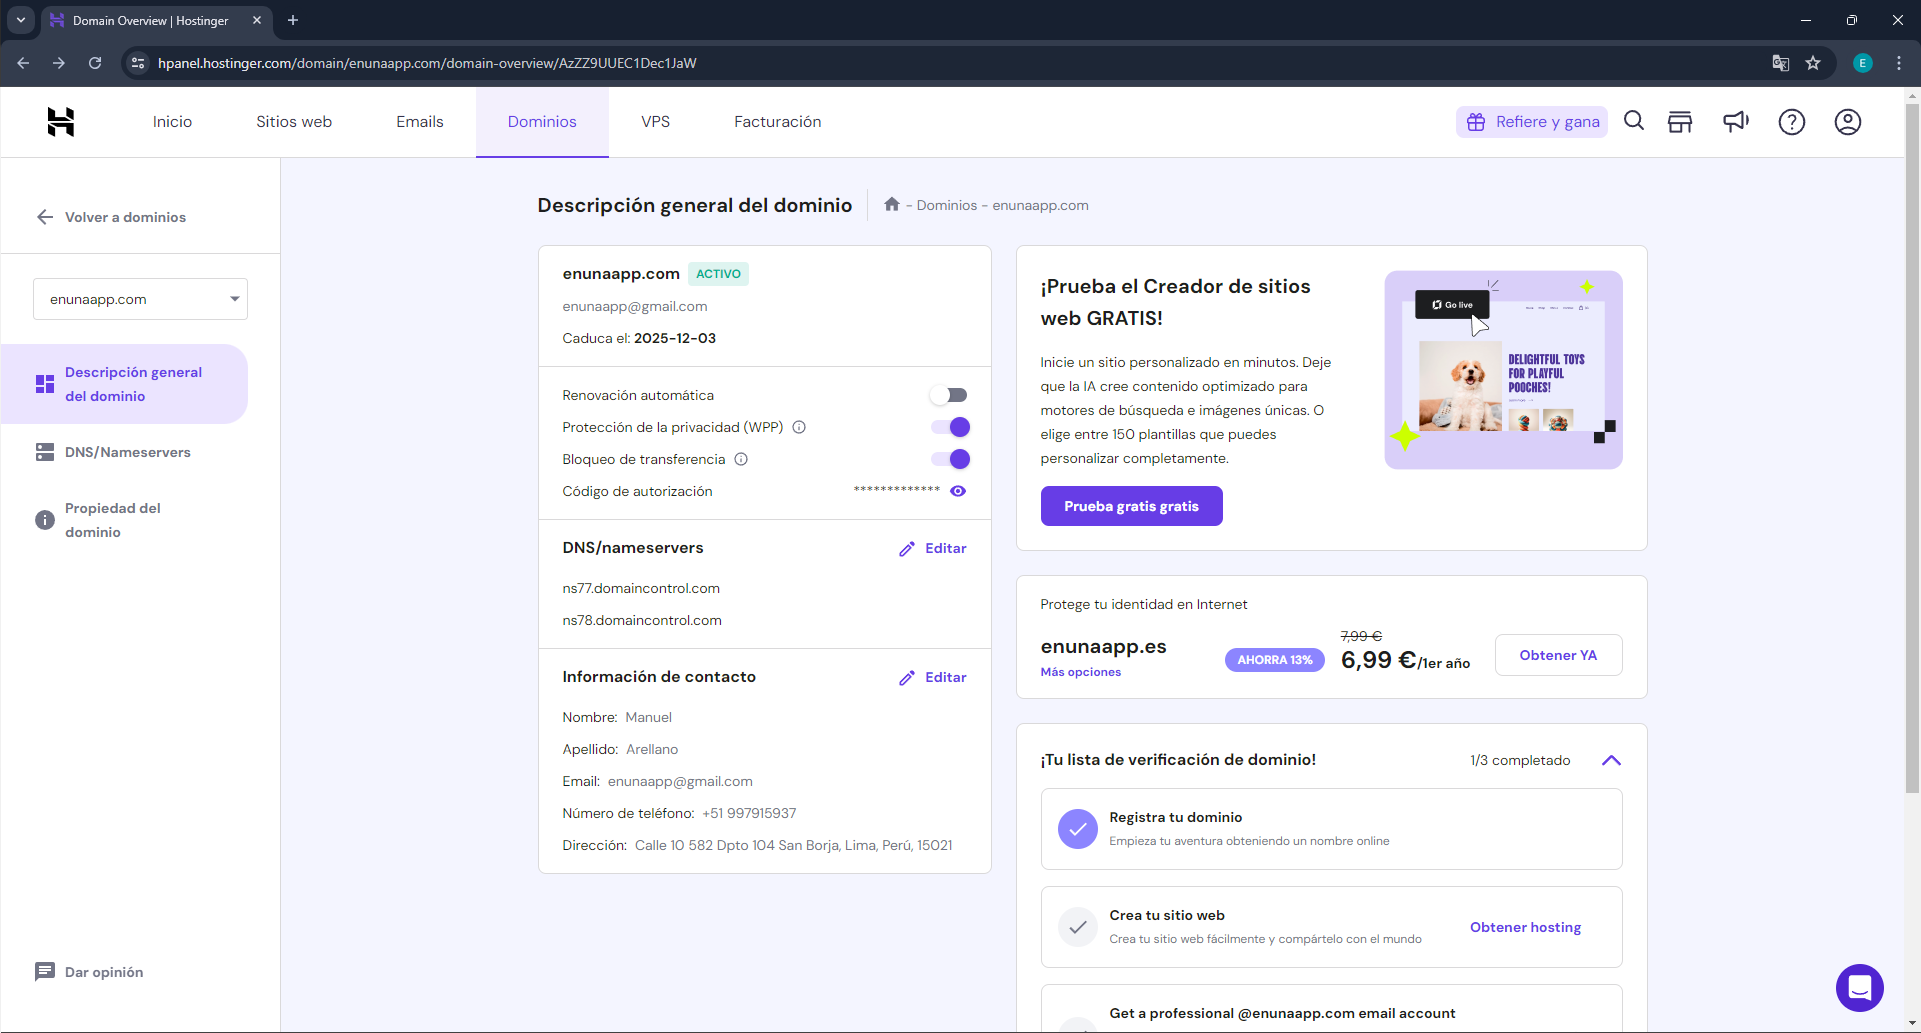 Domain Overview | Hostinger
hpanel.hostinger.com/domain/enunaapp.com/domain-overview/AzZZ9UUEC1Dec1JaW
E
Inicio
Sitios web
Emails
Dominios
VPS
Facturación
Refiere y gana
Volver a dominios
enunaapp.com
Descripción general
del dominio
DNS/Nameservers
Propiedad del
dominio
Dar opinión
Descripción general del dominio
- Dominios - enunaapp.com
enunaapp.com ACTIVO
enunaapp@gmail.com
Caduca el: 2025-12-03
Renovación automática
Protección de la privacidad (WPP)
Bloqueo de transferencia
Código de autorización *************
DNS/nameservers Editar
ns77.domaincontrol.com
ns78.domaincontrol.com
Información de contacto Editar
Nombre: Manuel
Apellido: Arellano
Email: enunaapp@gmail.com
Número de teléfono: +51 997915937
Dirección: Calle 10 582 Dpto 104 San Borja, Lima, Perú, 15021
¡Prueba el Creador de sitios
web GRATIS!
Inicie un sitio personalizado en minutos. Deje
que la IA cree contenido optimizado para
motores de búsqueda e imágenes únicas. O
elige entre 150 plantillas que puedes
personalizar completamente.
Prueba gratis gratis
Go live
DELIGHTFUL TOYS
FOR PLAYFUL
POOCHES!
Protege tu identidad en Internet
enunaapp.es
Más opciones
AHORRA 13%
7,99 €
6,99 €/1er año
Obtener YA
¡Tu lista de verificación de dominio! 1/3 completado
Registra tu dominio
Empieza tu aventura obteniendo un nombre online
Crea tu sitio web
Crea tu sitio web fácilmente y compártelo con el mundo
Obtener hosting
Get a professional @enunaapp.com email account